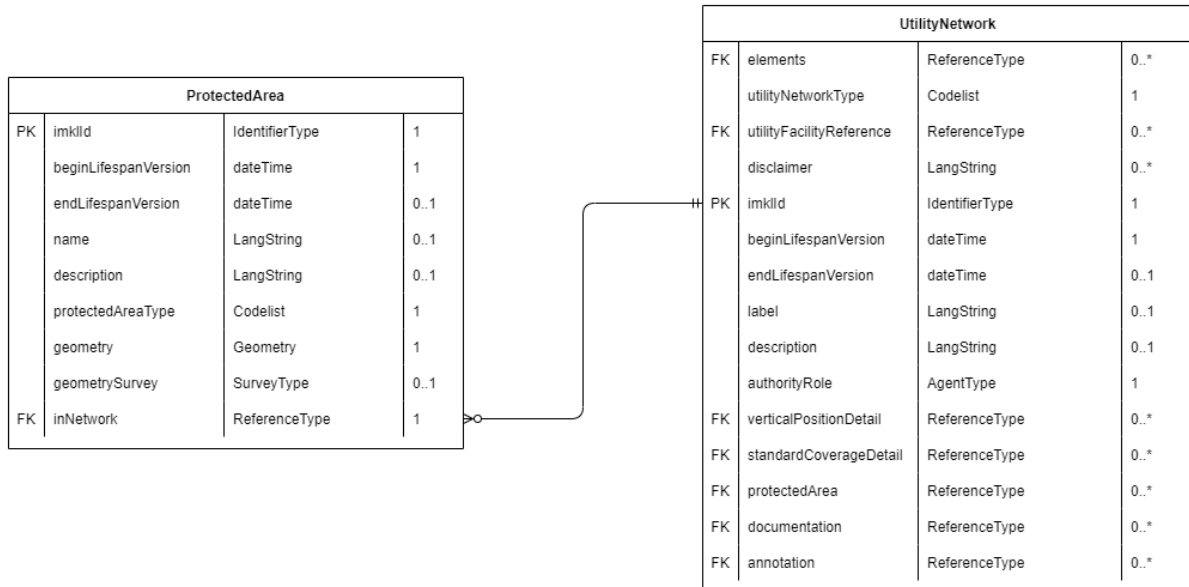 ProtectedArea
PK imklId IdentifierType 1
beginLifespanVersion dateTime 1
endLifespanVersion dateTime 0..1
name LangString 0..1
description LangString 0..1
protectedAreaType Codelist 1
geometry Geometry 1
geometrySurvey SurveyType 0..1
FK inNetwork ReferenceType 1
UtilityNetwork
FK elements ReferenceType 0..*
utilityNetworkType Codelist 1
FK utilityFacilityReference ReferenceType 0..*
disclaimer LangString 0..*
PK imklId IdentifierType 1
beginLifespanVersion dateTime 1
endLifespanVersion dateTime 0..1
label LangString 0..1
description LangString 0..1
authorityRole AgentType 1
FK verticalPositionDetail ReferenceType 0..*
FK standardCoverageDetail ReferenceType 0..*
FK protectedArea ReferenceType 0..*
FK documentation ReferenceType 0..*
FK annotation ReferenceType 0..*